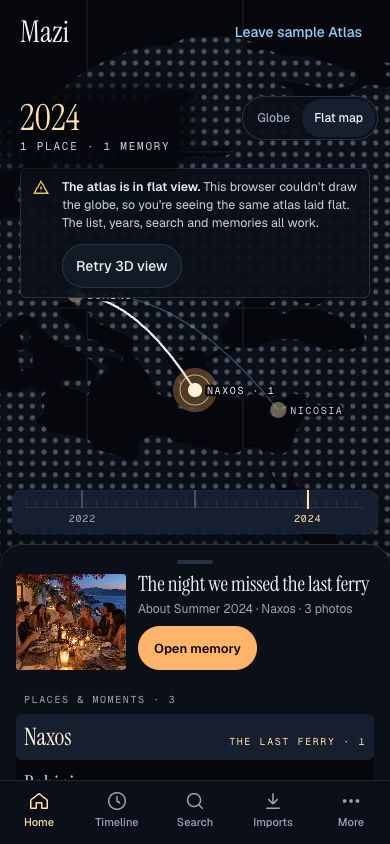 Mazi
Leave sample Atlas
2024
1 PLACE · 1 MEMORY
Globe
Flat map
The atlas is in flat view. This browser couldn't draw
the globe, so you're seeing the same atlas laid flat.
The list, years, search and memories all work.
Retry 3D view
NAXOS · 1
NICOSIA
2022
2024
The night we missed the last ferry
About Summer 2024 · Naxos · 3 photos
Open memory
PLACES & MOMENTS · 3
Naxos
THE LAST FERRY · 1
Home
Timeline
Search
Imports
More